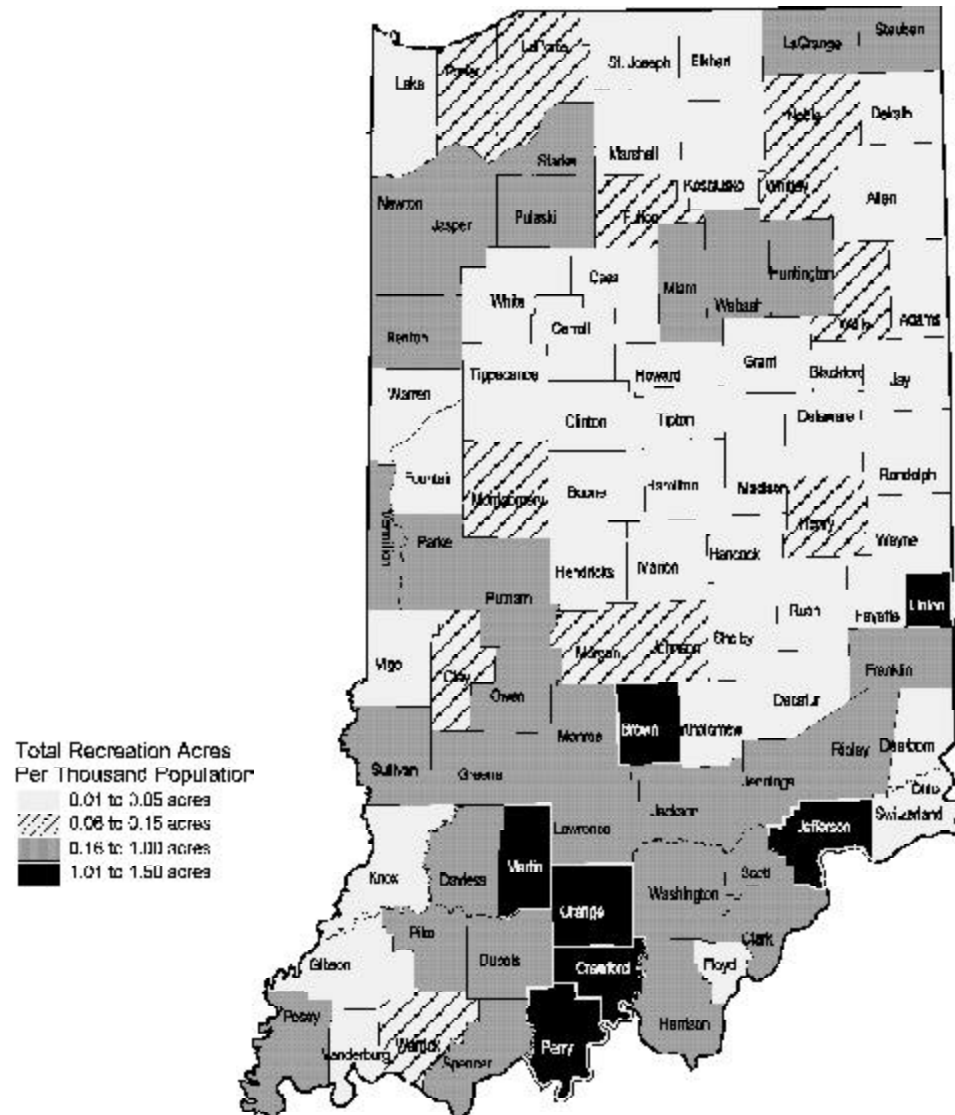 Steuben
LaGrange
LaPorte
Porter
St. Joseph
Elkhart
Lake
Noble
Dekalb
Starke
Marshall
Kosciusko
Whitley
Allen
Newton
Jasper
Pulaski
Fulton
Miami
Wabash
Huntington
Wells
Adams
White
Cass
Carroll
Benton
Tippecanoe
Howard
Grant
Blackford
Jay
Warren
Clinton
Tipton
Delaware
Fountain
Montgomery
Boone
Hamilton
Madison
Randolph
Henry
Wayne
Vermillion
Parke
Hendricks
Marion
Hancock
Putnam
Rush
Fayette
Union
Vigo
Clay
Morgan
Johnson
Shelby
Franklin
Owen
Monroe
Brown
Bartholomew
Decatur
Ripley
Dearborn
Total Recreation Acres
Per Thousand Population
0.01 to 0.05 acres
0.06 to 0.15 acres
0.16 to 1.00 acres
1.01 to 1.50 acres
Sullivan
Greene
Jennings
Ohio
Switzerland
Jackson
Lawrence
Jefferson
Knox
Daviess
Martin
Orange
Washington
Scott
Clark
Pike
Dubois
Gibson
Crawford
Floyd
Harrison
Posey
Vanderburg
Warrick
Spencer
Perry